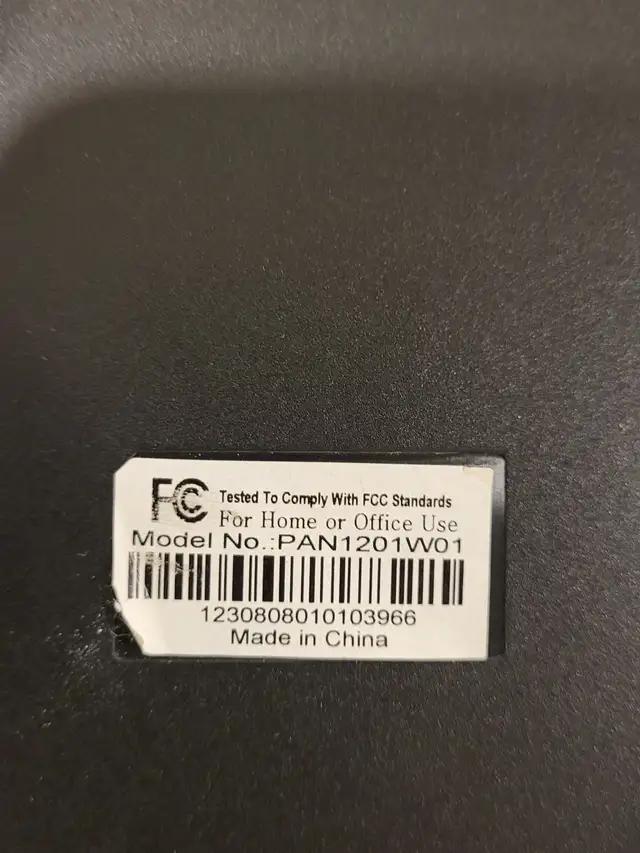 FC Tested To Comply With FCC Standards
For Home or Office Use
Model No.:PAN1201W01
1230808010103966
Made in China